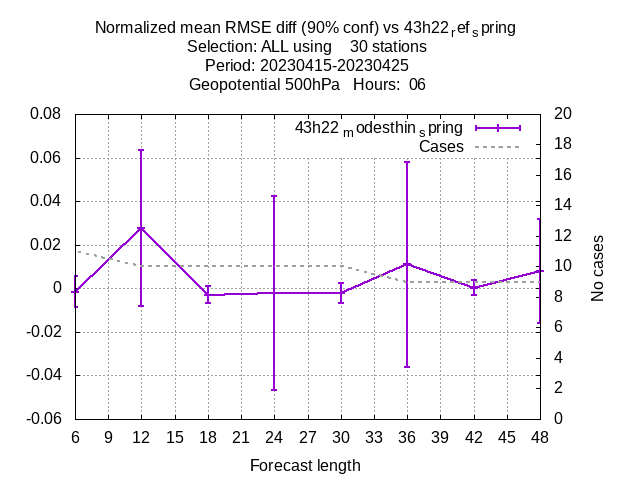 Normalized mean RMSE diff (90% conf) vs 43h22refspring
Selection: ALL using 30 stations
Period: 20230415-20230425
Geopotential 500hPa Hours: 06
43h22modesthinspring
Cases
0.08
0.06
0.04
0.02
0
-0.02
-0.04
-0.06
20
18
16
14
12
10
8
6
4
2
0
No cases
6 9 12 15 18 21 24 27 30 33 36 39 42 45 48
Forecast length